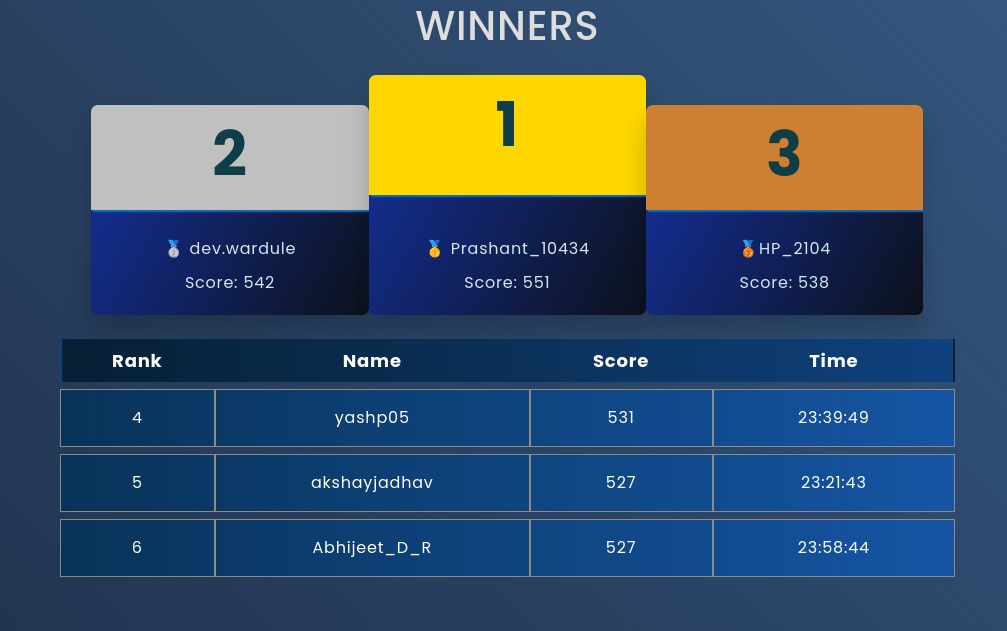 WINNERS
2
1
3
🥈 dev.wardule
🥇 Prashant_10434
🥉 HP_2104
Score: 542
Score: 551
Score: 538
Rank Name Score Time
4 yashp05 531 23:39:49
5 akshayjadhav 527 23:21:43
6 Abhijeet_D_R 527 23:58:44